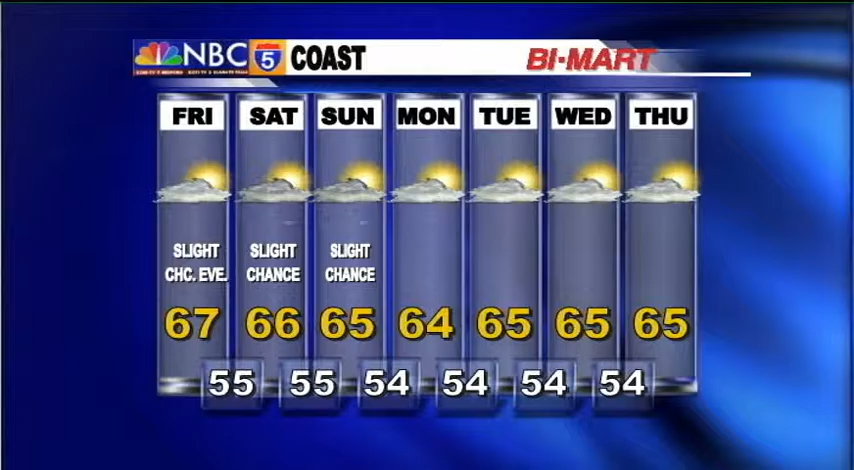 NBC 5 COAST BI-MART
FRI SAT SUN MON TUE WED THU
SLIGHT SLIGHT SLIGHT
CHC. EVE. CHANCE CHANCE
67 66 65 64 65 65 65
55 55 54 54 54 54